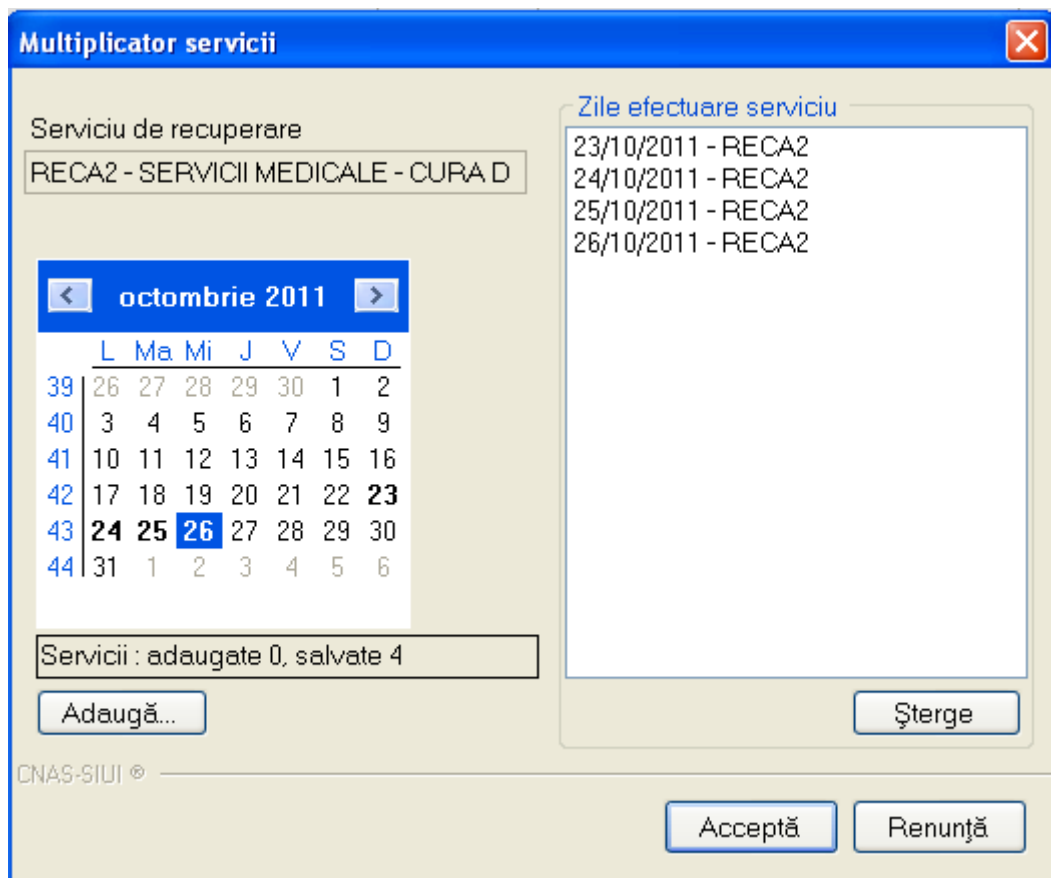 Multiplicator servicii
Serviciu de recuperare
RECA2 - SERVICII MEDICALE - CURA D
octombrie 2011
L Ma Mi J V S D
39 26 27 28 29 30 1 2
40 3 4 5 6 7 8 9
41 10 11 12 13 14 15 16
42 17 18 19 20 21 22 23
43 24 25 26 27 28 29 30
44 31 1 2 3 4 5 6
Servicii : adaugate 0, salvate 4
Adaugă...
Zile efectuare serviciu
23/10/2011 - RECA2
24/10/2011 - RECA2
25/10/2011 - RECA2
26/10/2011 - RECA2
Şterge
CNAS-SIUI ®
Acceptă
Renunţă